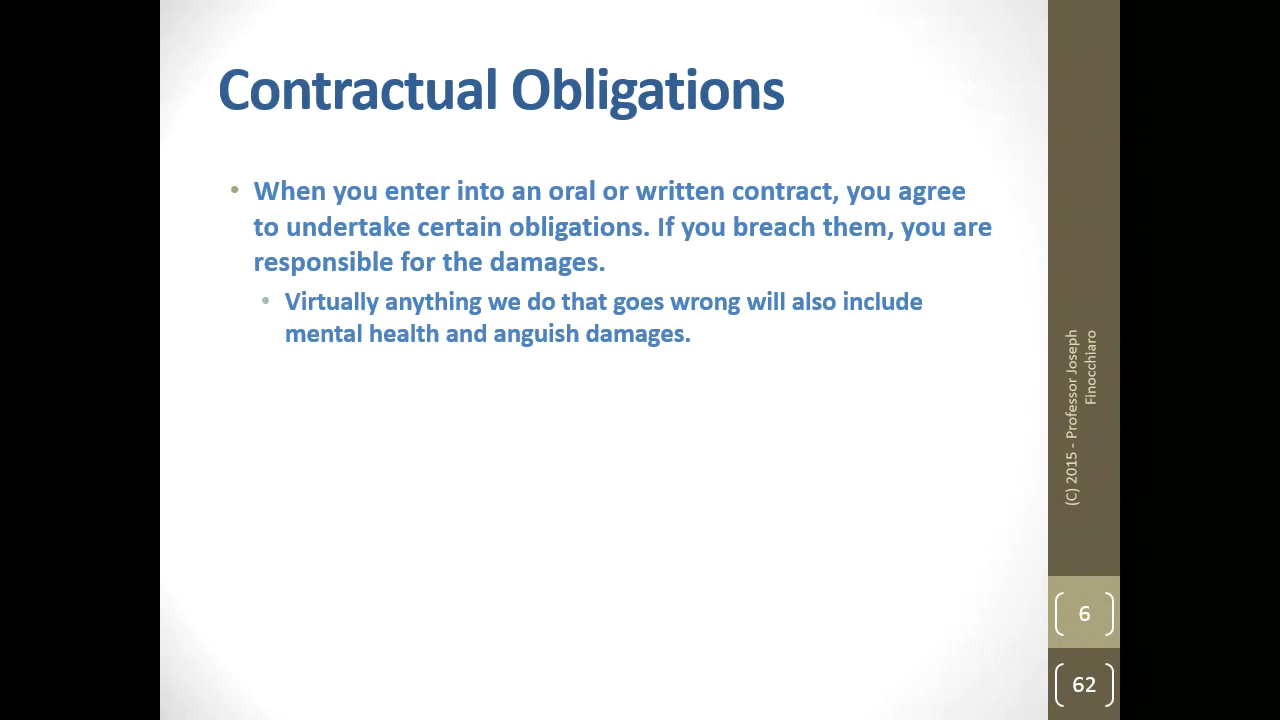 Contractual Obligations
• When you enter into an oral or written contract, you agree
to undertake certain obligations. If you breach them, you are
responsible for the damages.
• Virtually anything we do that goes wrong will also include
mental health and anguish damages.
(C) 2015 - Professor Joseph
Finocchiaro
6
62